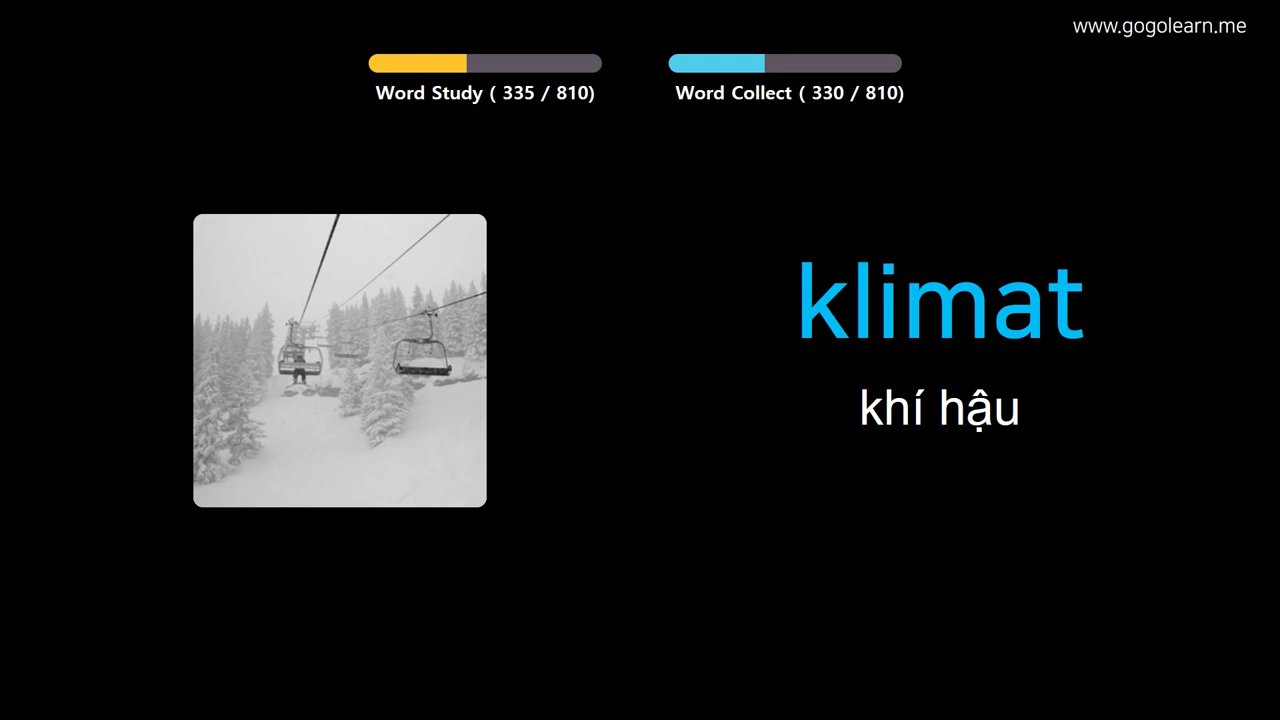 www.gogolearn.me
Word Study ( 335 / 810)
Word Collect ( 330 / 810)
klimat
khí hậu